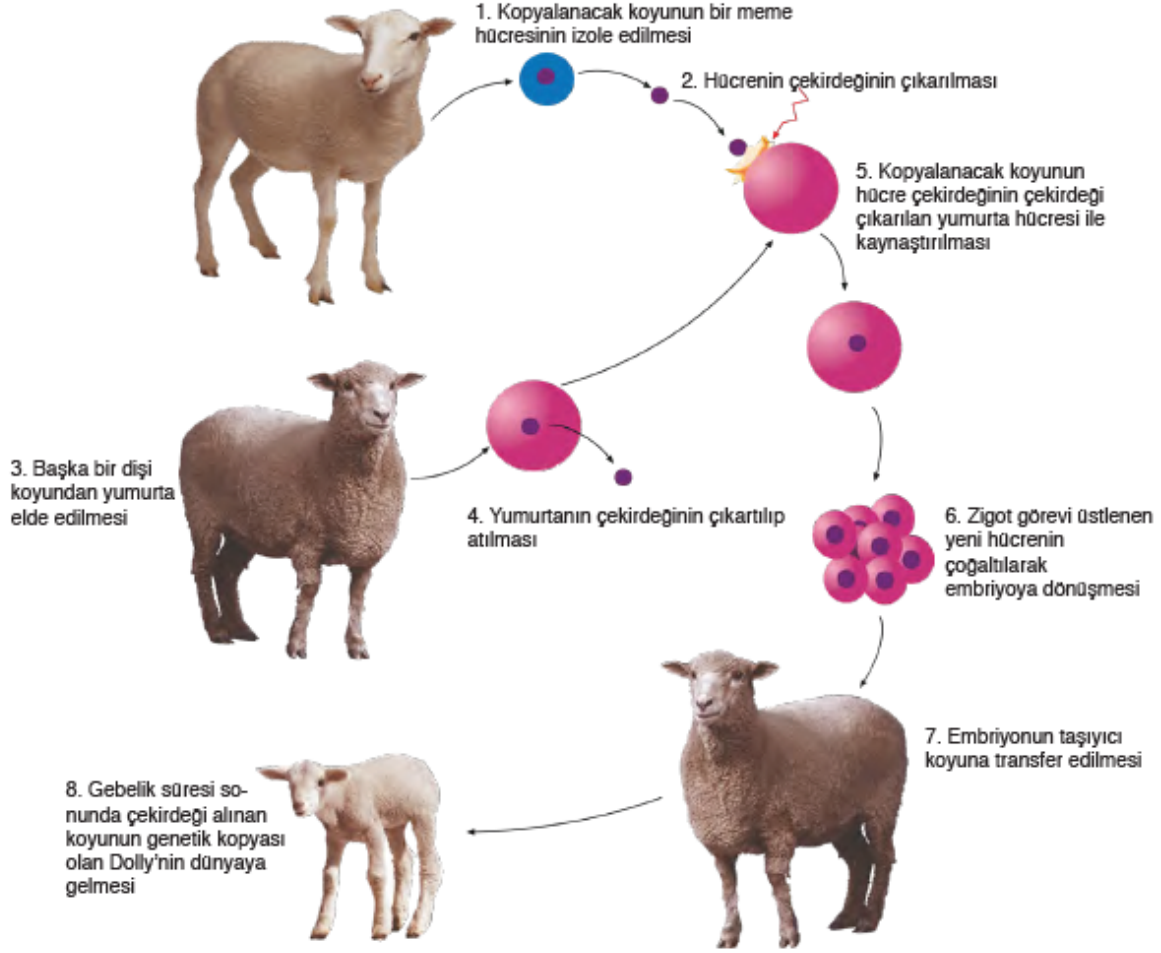 1. Kopyalanacak koyunun bir meme
hücresinin izole edilmesi
2. Hücrenin çekirdeğinin çıkarılması
3. Başka bir dişi
koyundan yumurta
elde edilmesi
4. Yumurtanın çekirdeğinin çıkartılıp
atılması
5. Kopyalanacak koyunun
hücre çekirdeğinin çekirdeği
çıkarılan yumurta hücresi ile
kaynaştırılması
6. Zigot görevi üstlenen
yeni hücrenin
çoğaltılarak
embriyoya dönüşmesi
7. Embriyonun taşıyıcı
koyuna transfer edilmesi
8. Gebelik süresi so-
nunda çekirdeği alınan
koyunun genetik kopyası
olan Dolly'nin dünyaya
gelmesi